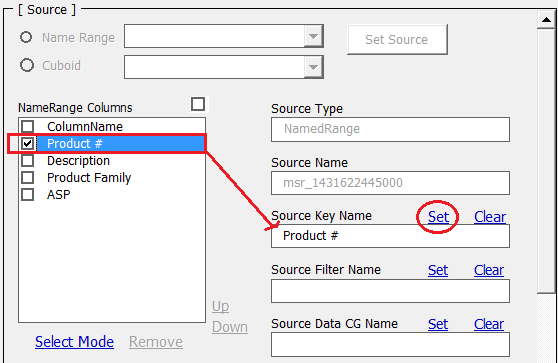 [ Source ]
Name Range
Set Source
Cuboid
NameRange Columns
ColumnName
Product #
Description
Product Family
ASP
Select Mode Remove
Up
Down
Source Type
NamedRange
Source Name
msr_1431622445000
Source Key Name Set Clear
Product #
Source Filter Name Set Clear
Source Data CG Name Set Clear